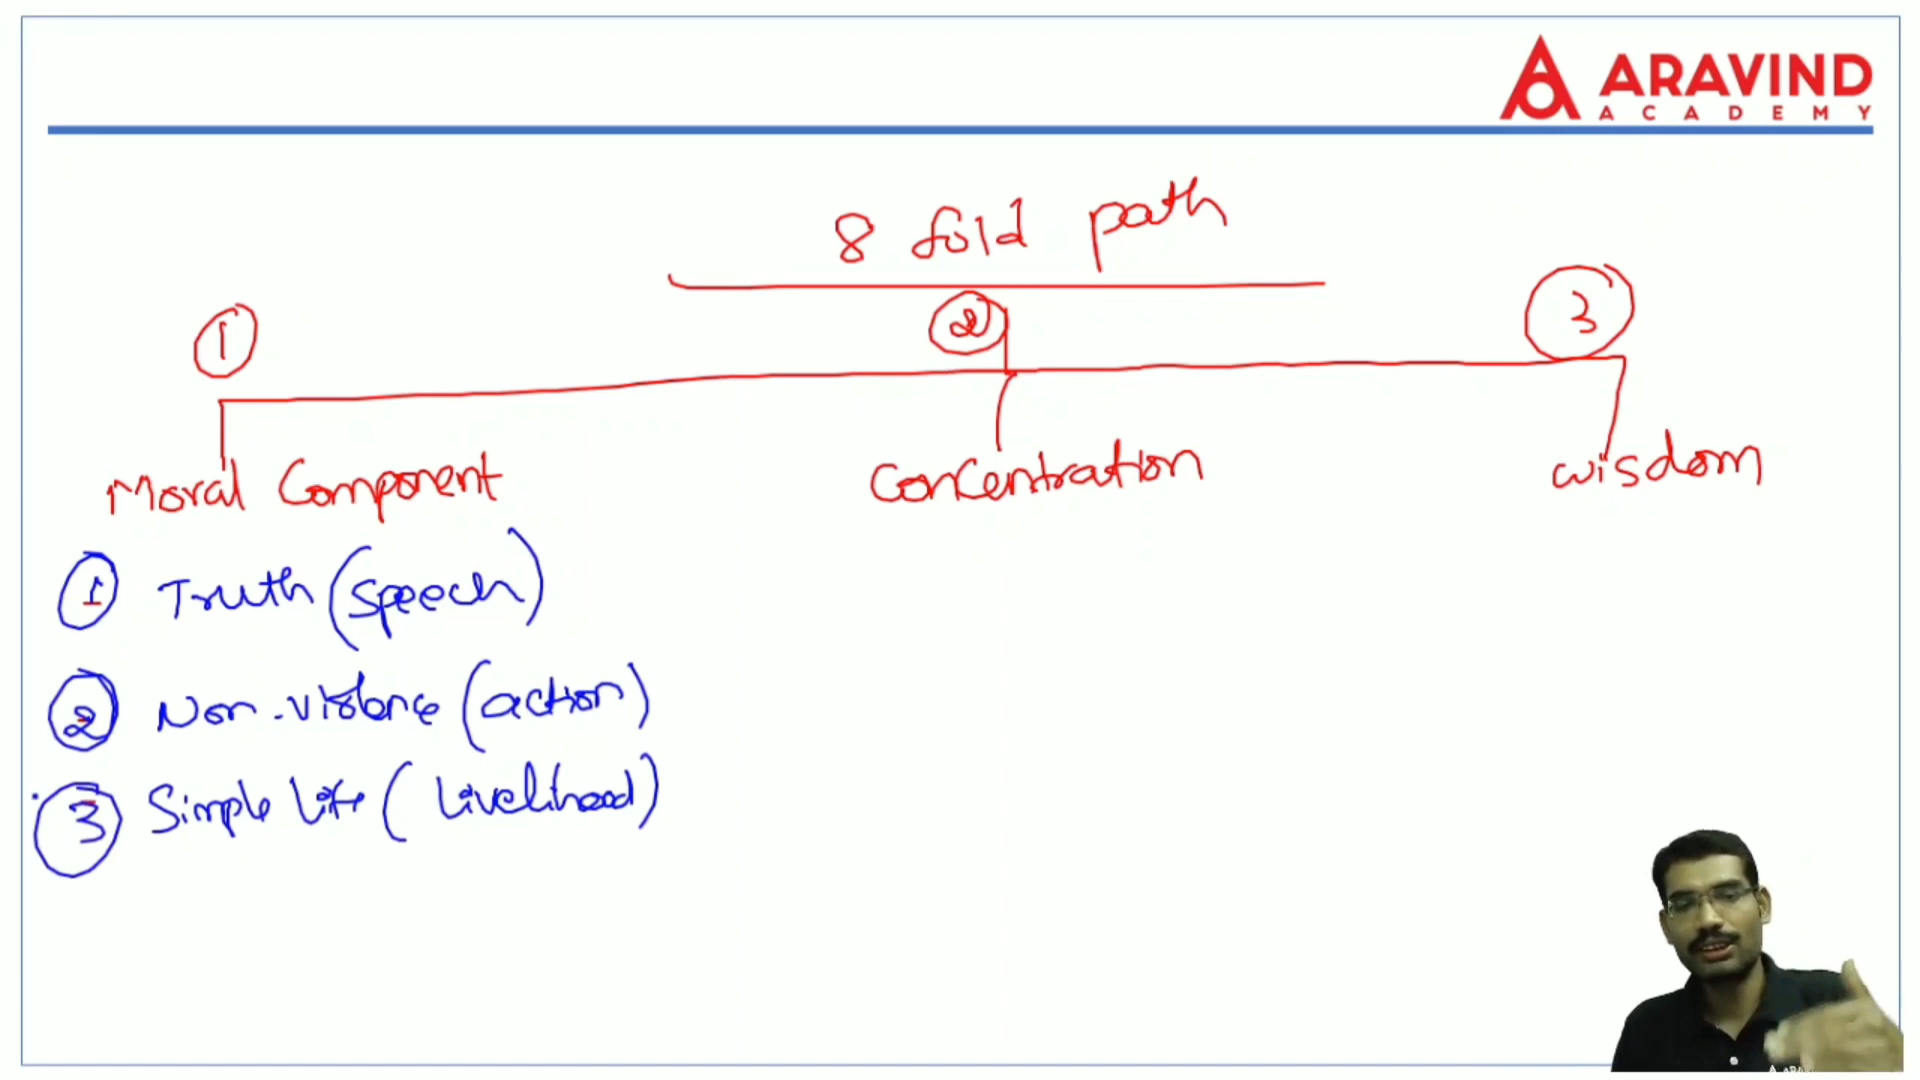 ARAVIND
ACADEMY
8 fold path
1
2
3
Moral Component
Concentration
wisdom
1 Truth (speech)
2 Non-violence (action)
3 Simple Life (Livelihood)